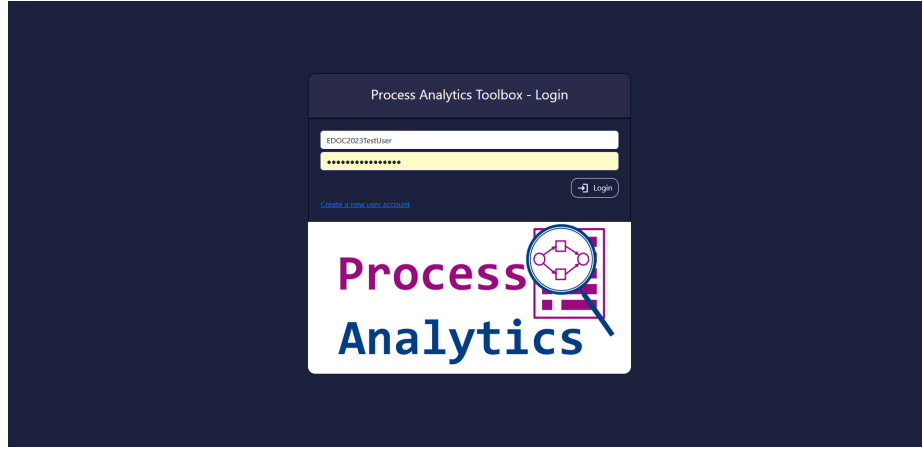 Process Analytics Toolbox - Login
EDOC2023TestUser
••••••••••••••••
Login
Create a new user account
Process
Analytics